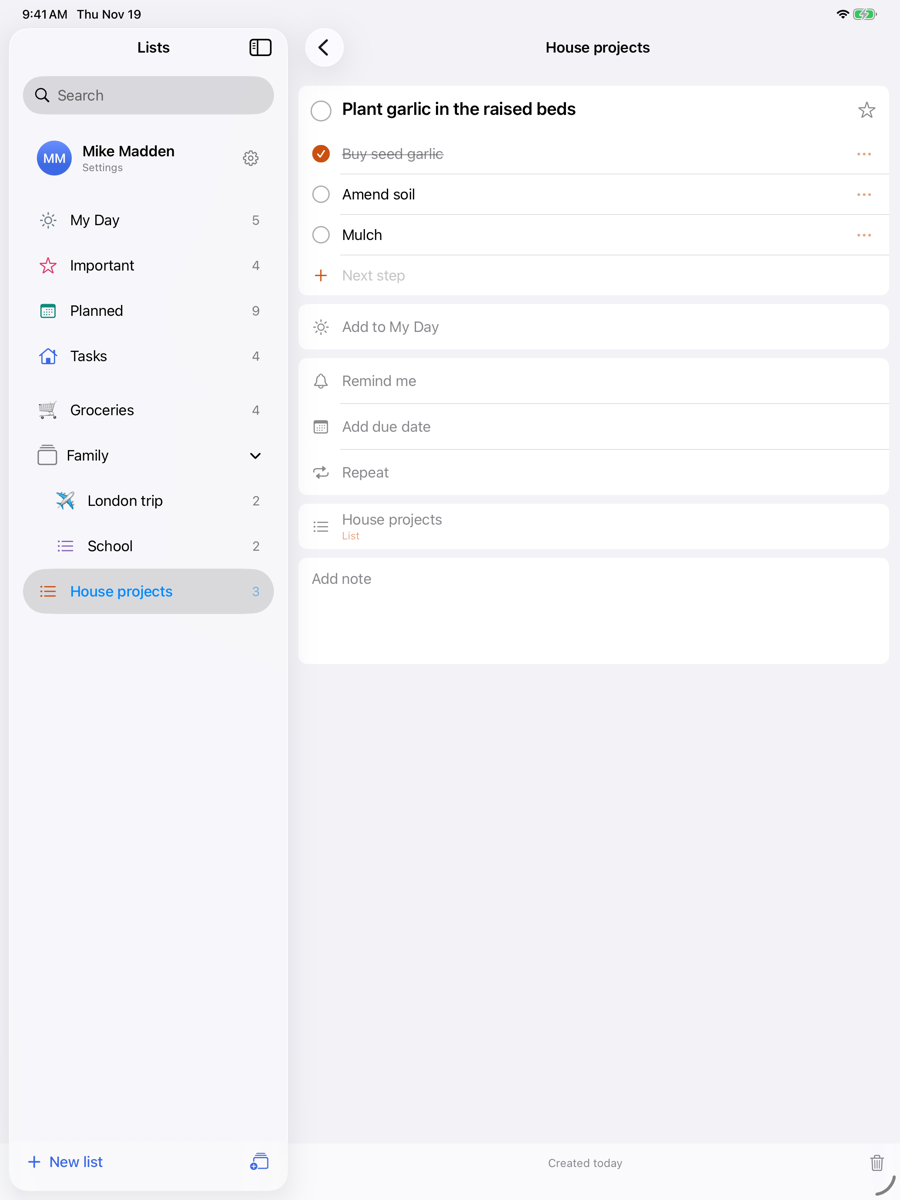 9:41 AM Thu Nov 19
Lists
Search
MM
Mike Madden
Settings
My Day 5
Important 4
Planned 9
Tasks 4
Groceries 4
Family
London trip 2
School 2
House projects 3
New list
House projects
Plant garlic in the raised beds
Buy seed garlic
Amend soil
Mulch
Next step
Add to My Day
Remind me
Add due date
Repeat
House projects
List
Add note
Created today